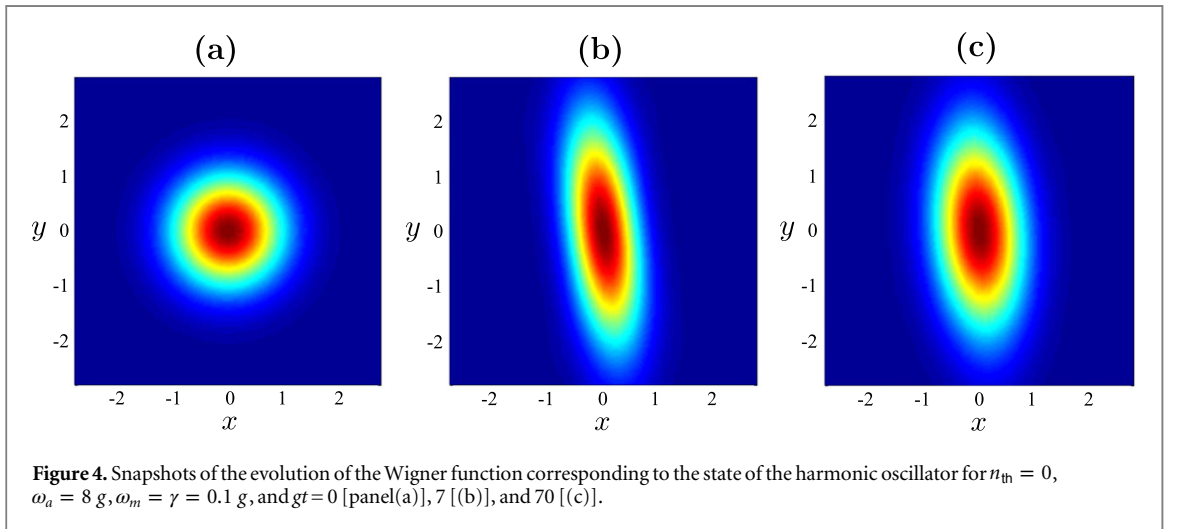 (a) (b) (c)
2 2 2
1 1 1
y 0 y 0 y 0
-1 -1 -1
-2 -2 -2
-2 -1 0 1 2 -2 -1 0 1 2 -2 -1 0 1 2
x x x
Figure 4. Snapshots of the evolution of the Wigner function corresponding to the state of the harmonic oscillator for n_th = 0,
ω_a = 8 g, ω_m = γ = 0.1 g, and gt = 0 [panel(a)], 7 [(b)], and 70 [(c)].